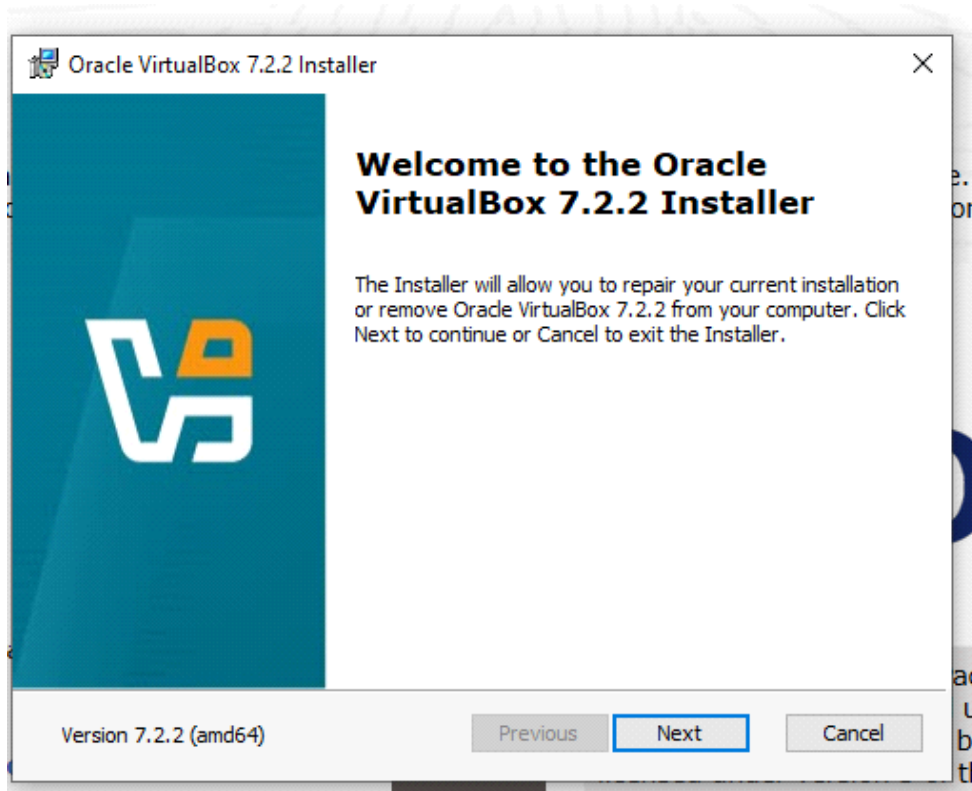 Oracle VirtualBox 7.2.2 Installer
Welcome to the Oracle
VirtualBox 7.2.2 Installer
The Installer will allow you to repair your current installation
or remove Oracle VirtualBox 7.2.2 from your computer. Click
Next to continue or Cancel to exit the Installer.
Version 7.2.2 (amd64)
Previous
Next
Cancel